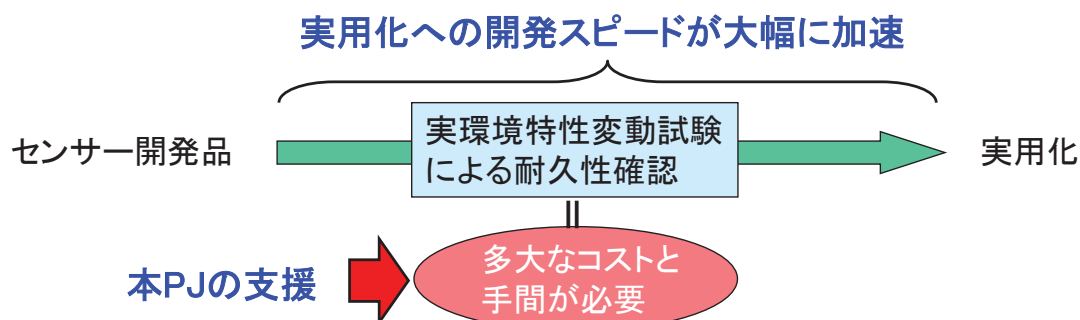 実用化への開発スピードが大幅に加速
センサー開発品
実環境特性変動試験
による耐久性確認
実用化
多大なコストと
手間が必要
本PJの支援